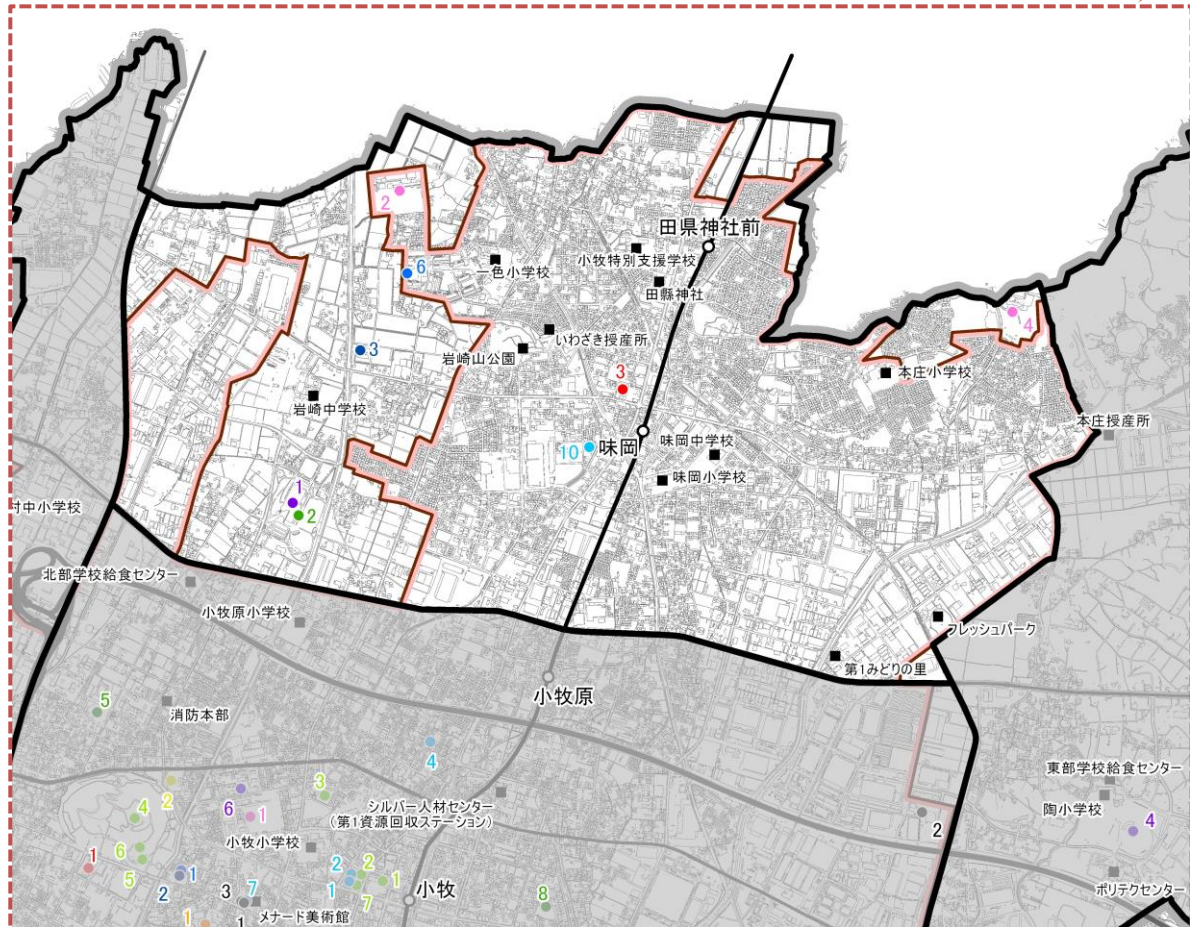 2
田県神社前
小牧特別支援学校
一色小学校
6
田縣神社
4
いわざき授産所
3
岩崎山公園
3
本庄小学校
岩崎中学校
本庄授産所
味岡中学校
10
味岡
味岡小学校
1
2
村中小学校
北部学校給食センター
小牧原小学校
フレッシュパーク
第1みどりの里
小牧原
5
消防本部
4
東部学校給食センター
2
3
陶小学校
シルバー人材センター
(第1資源回収ステーション)
4
6
1
2
4
小牧小学校
6
1
5
2
1
2
2
1
1
7
ポリテクセンター
小牧
3
7
8
メナード美術館
1
1